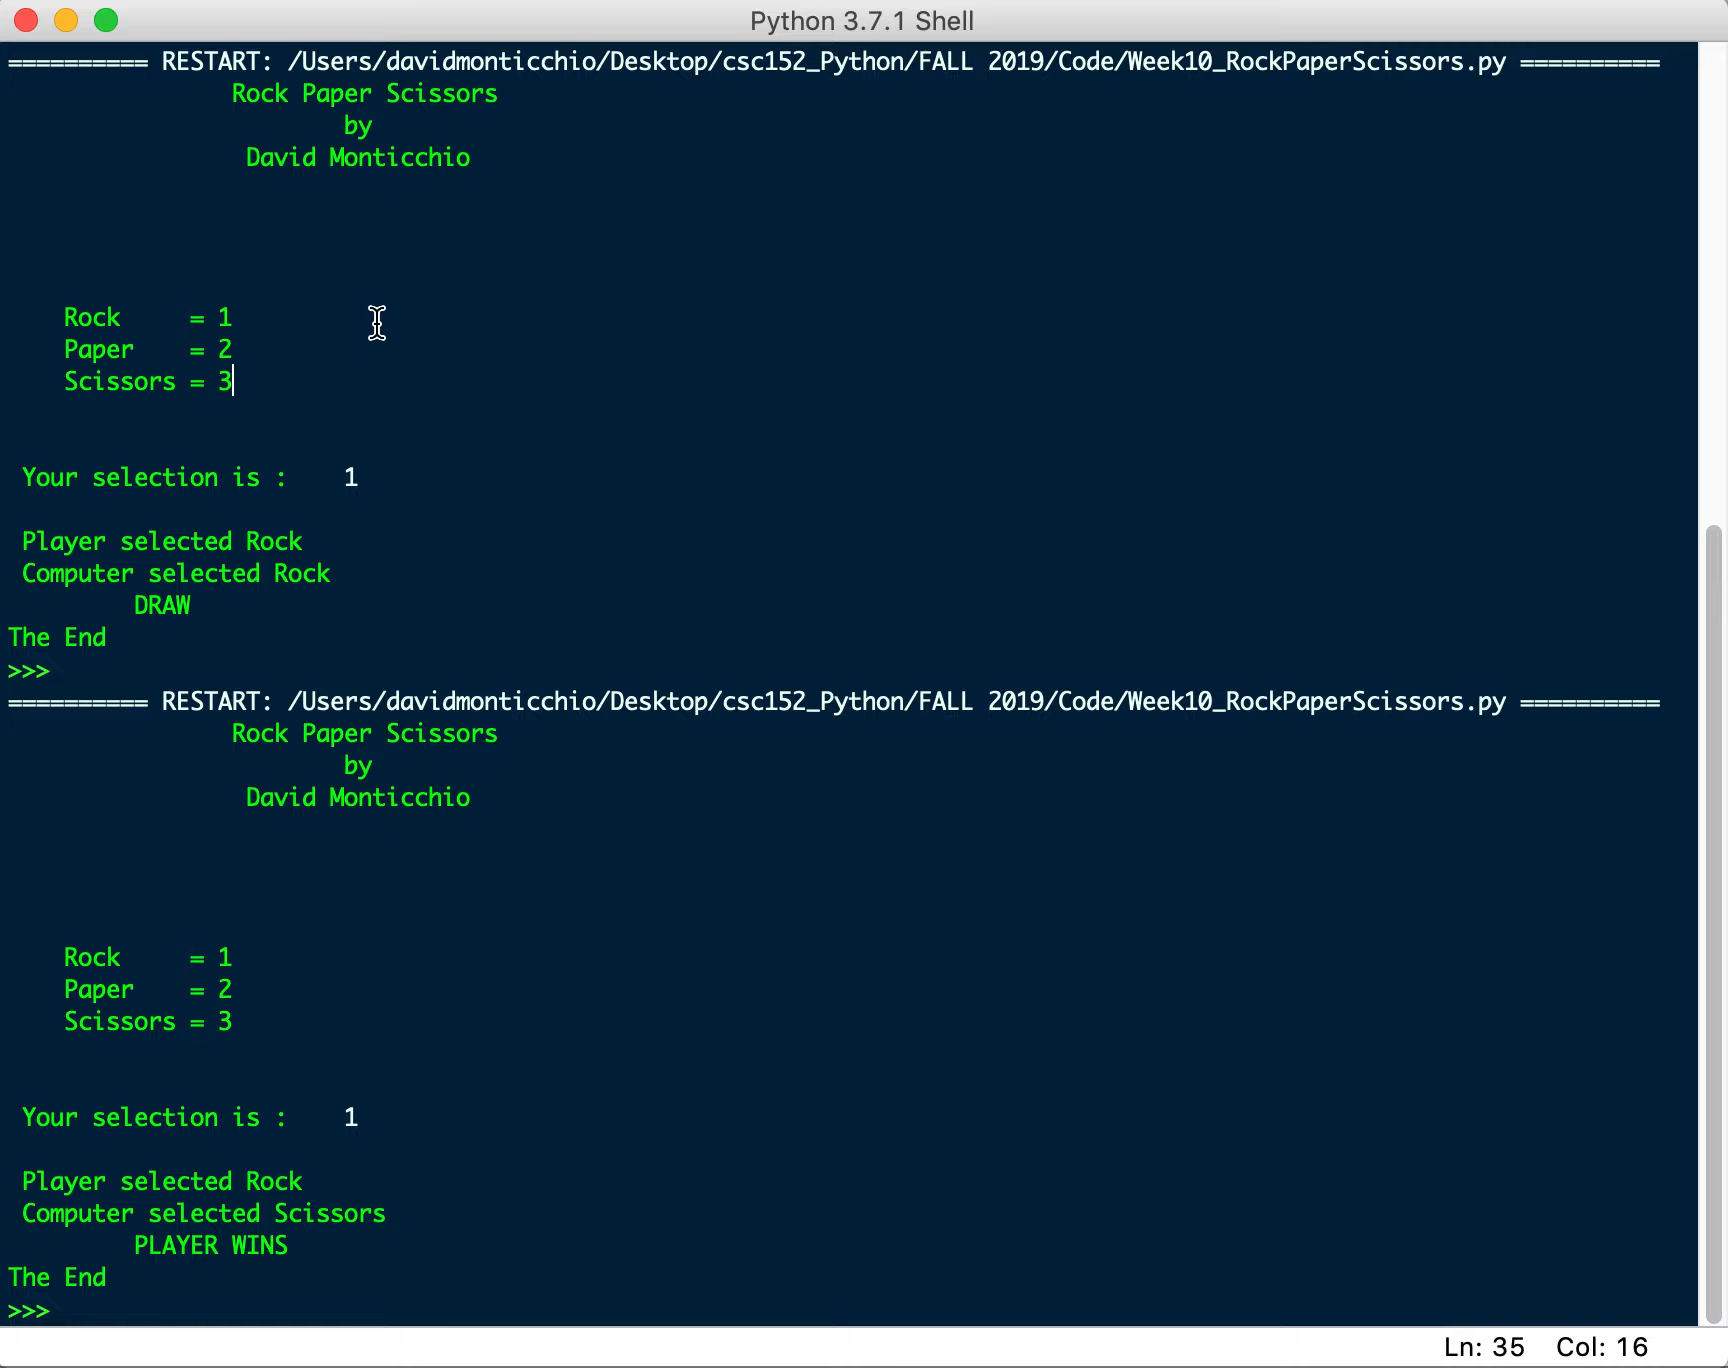 Python 3.7.1 Shell
========== RESTART: /Users/davidmonticchio/Desktop/csc152_Python/FALL 2019/Code/Week10_RockPaperScissors.py ==========
Rock Paper Scissors
by
David Monticchio
Rock     = 1
Paper    = 2
Scissors = 3
Your selection is :    1
Player selected Rock
Computer selected Rock
DRAW
The End
>>>
========== RESTART: /Users/davidmonticchio/Desktop/csc152_Python/FALL 2019/Code/Week10_RockPaperScissors.py ==========
Rock Paper Scissors
by
David Monticchio
Rock     = 1
Paper    = 2
Scissors = 3
Your selection is :    1
Player selected Rock
Computer selected Scissors
PLAYER WINS
The End
>>>
Ln: 35  Col: 16